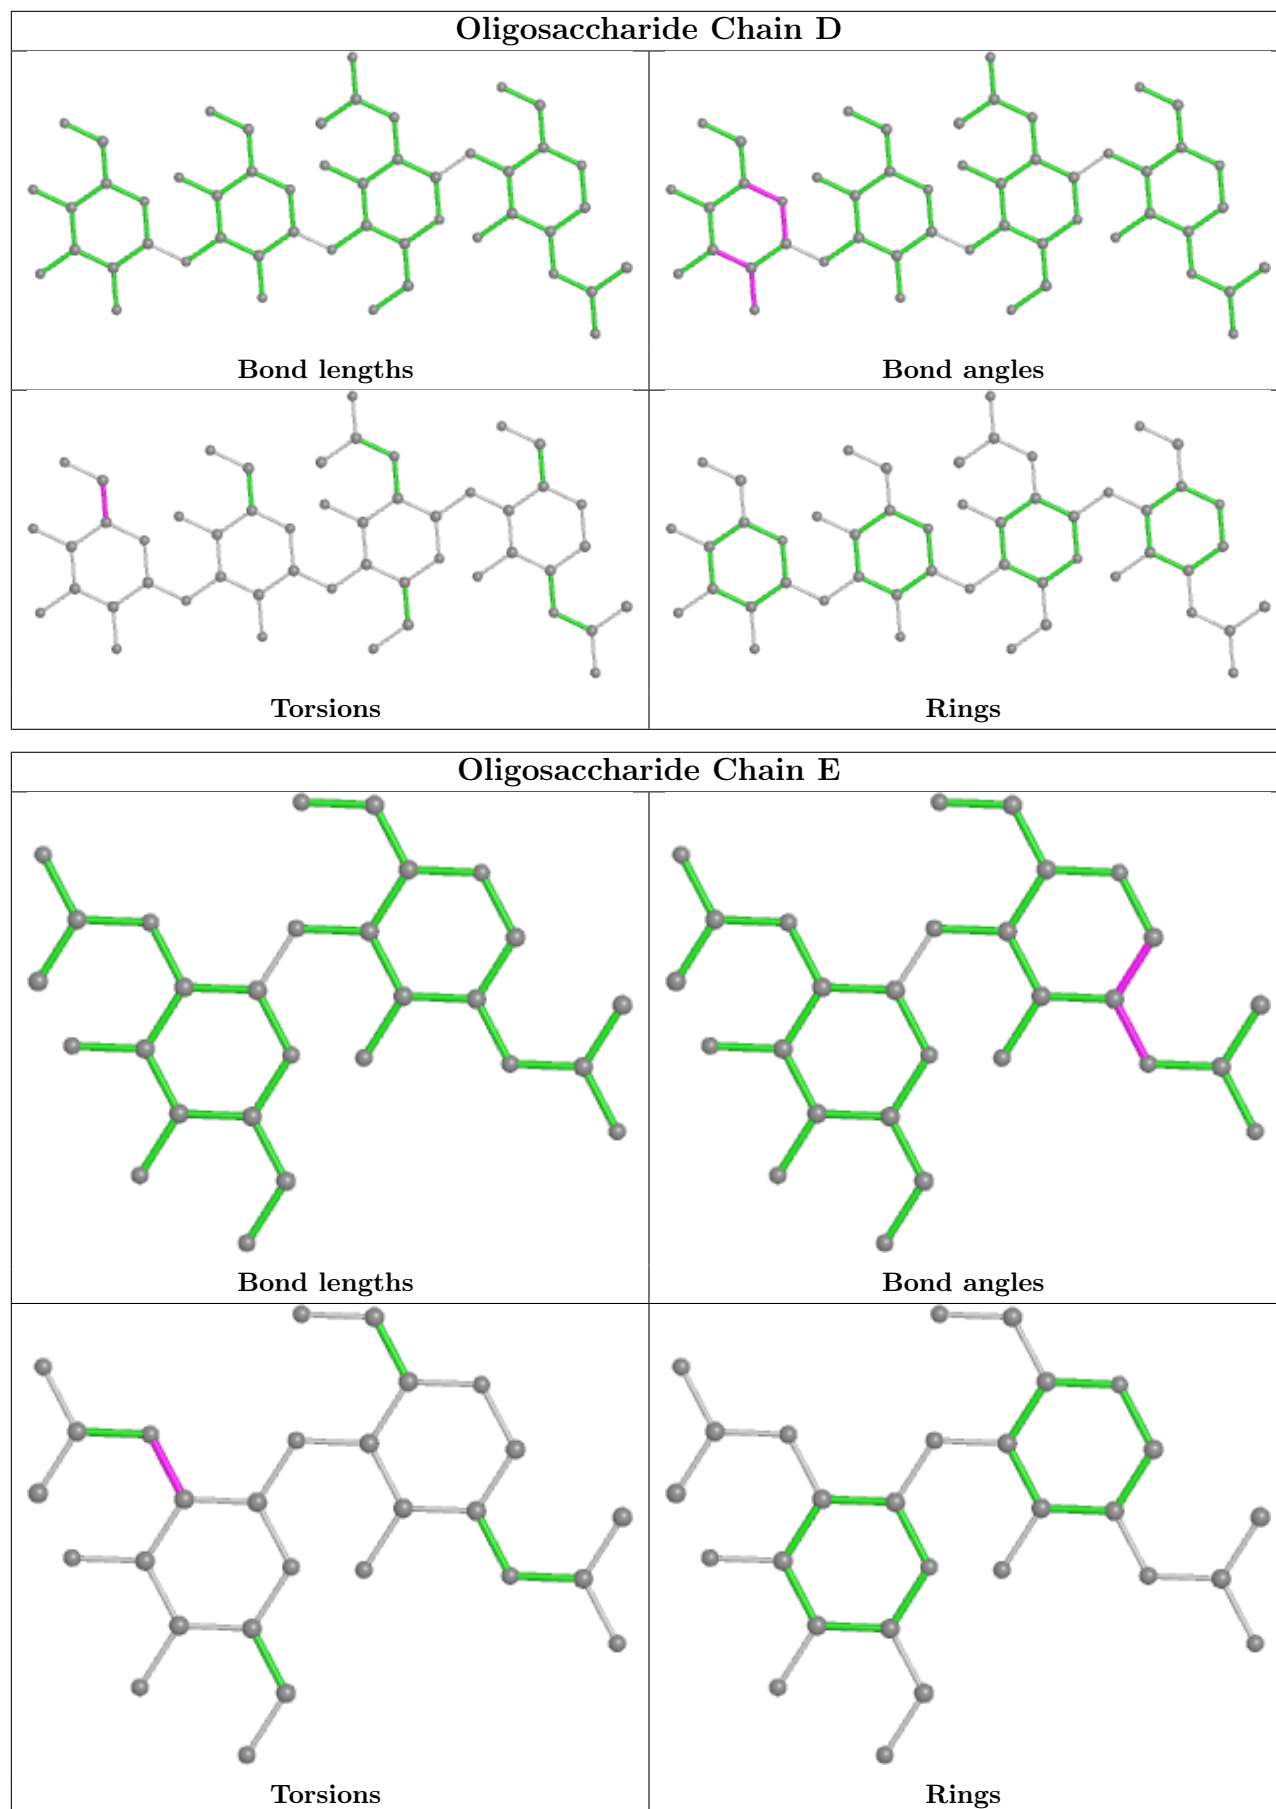 Oligosaccharide Chain D
Bond lengths
Bond angles
Torsions
Rings
Oligosaccharide Chain E
Bond lengths
Bond angles
Torsions
Rings